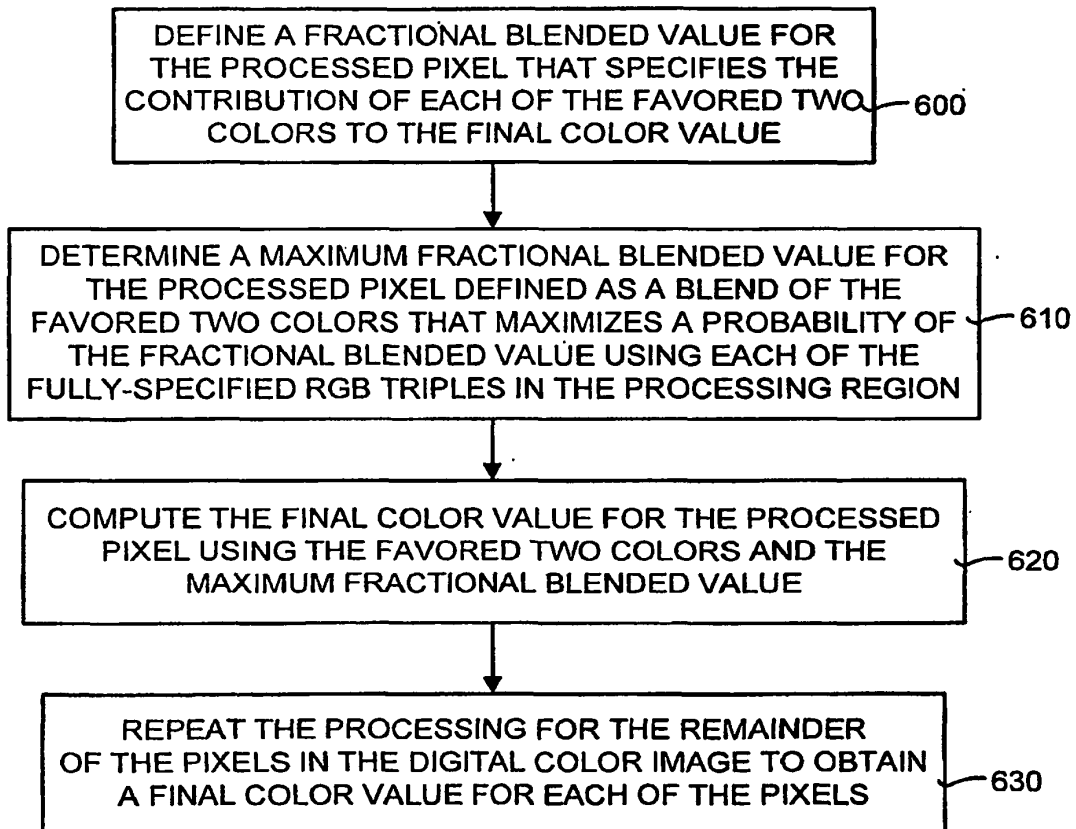 DEFINE A FRACTIONAL BLENDED VALUE FOR
THE PROCESSED PIXEL THAT SPECIFIES THE
CONTRIBUTION OF EACH OF THE FAVORED TWO
COLORS TO THE FINAL COLOR VALUE
600
DETERMINE A MAXIMUM FRACTIONAL BLENDED VALUE FOR
THE PROCESSED PIXEL DEFINED AS A BLEND OF THE
FAVORED TWO COLORS THAT MAXIMIZES A PROBABILITY OF
THE FRACTIONAL BLENDED VALUE USING EACH OF THE
FULLY-SPECIFIED RGB TRIPLES IN THE PROCESSING REGION
610
COMPUTE THE FINAL COLOR VALUE FOR THE PROCESSED
PIXEL USING THE FAVORED TWO COLORS AND THE
MAXIMUM FRACTIONAL BLENDED VALUE
620
REPEAT THE PROCESSING FOR THE REMAINDER
OF THE PIXELS IN THE DIGITAL COLOR IMAGE TO OBTAIN
A FINAL COLOR VALUE FOR EACH OF THE PIXELS
630